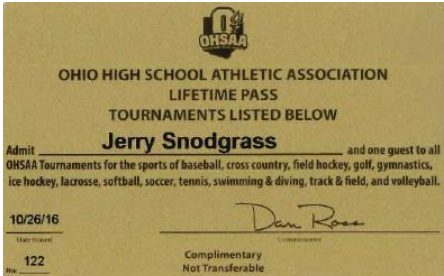 OHSAA
OHIO HIGH SCHOOL ATHLETIC ASSOCIATION
LIFETIME PASS
TOURNAMENTS LISTED BELOW
Admit Jerry Snodgrass and one guest to all
OHSAA Tournaments for the sports of baseball, cross country, field hockey, golf, gymnastics,
ice hockey, lacrosse, softball, soccer, tennis, swimming & diving, track & field, and volleyball.
10/26/16 Dan Ross
Date Issued Commissioner
No: 122 Complimentary
Not Transferable